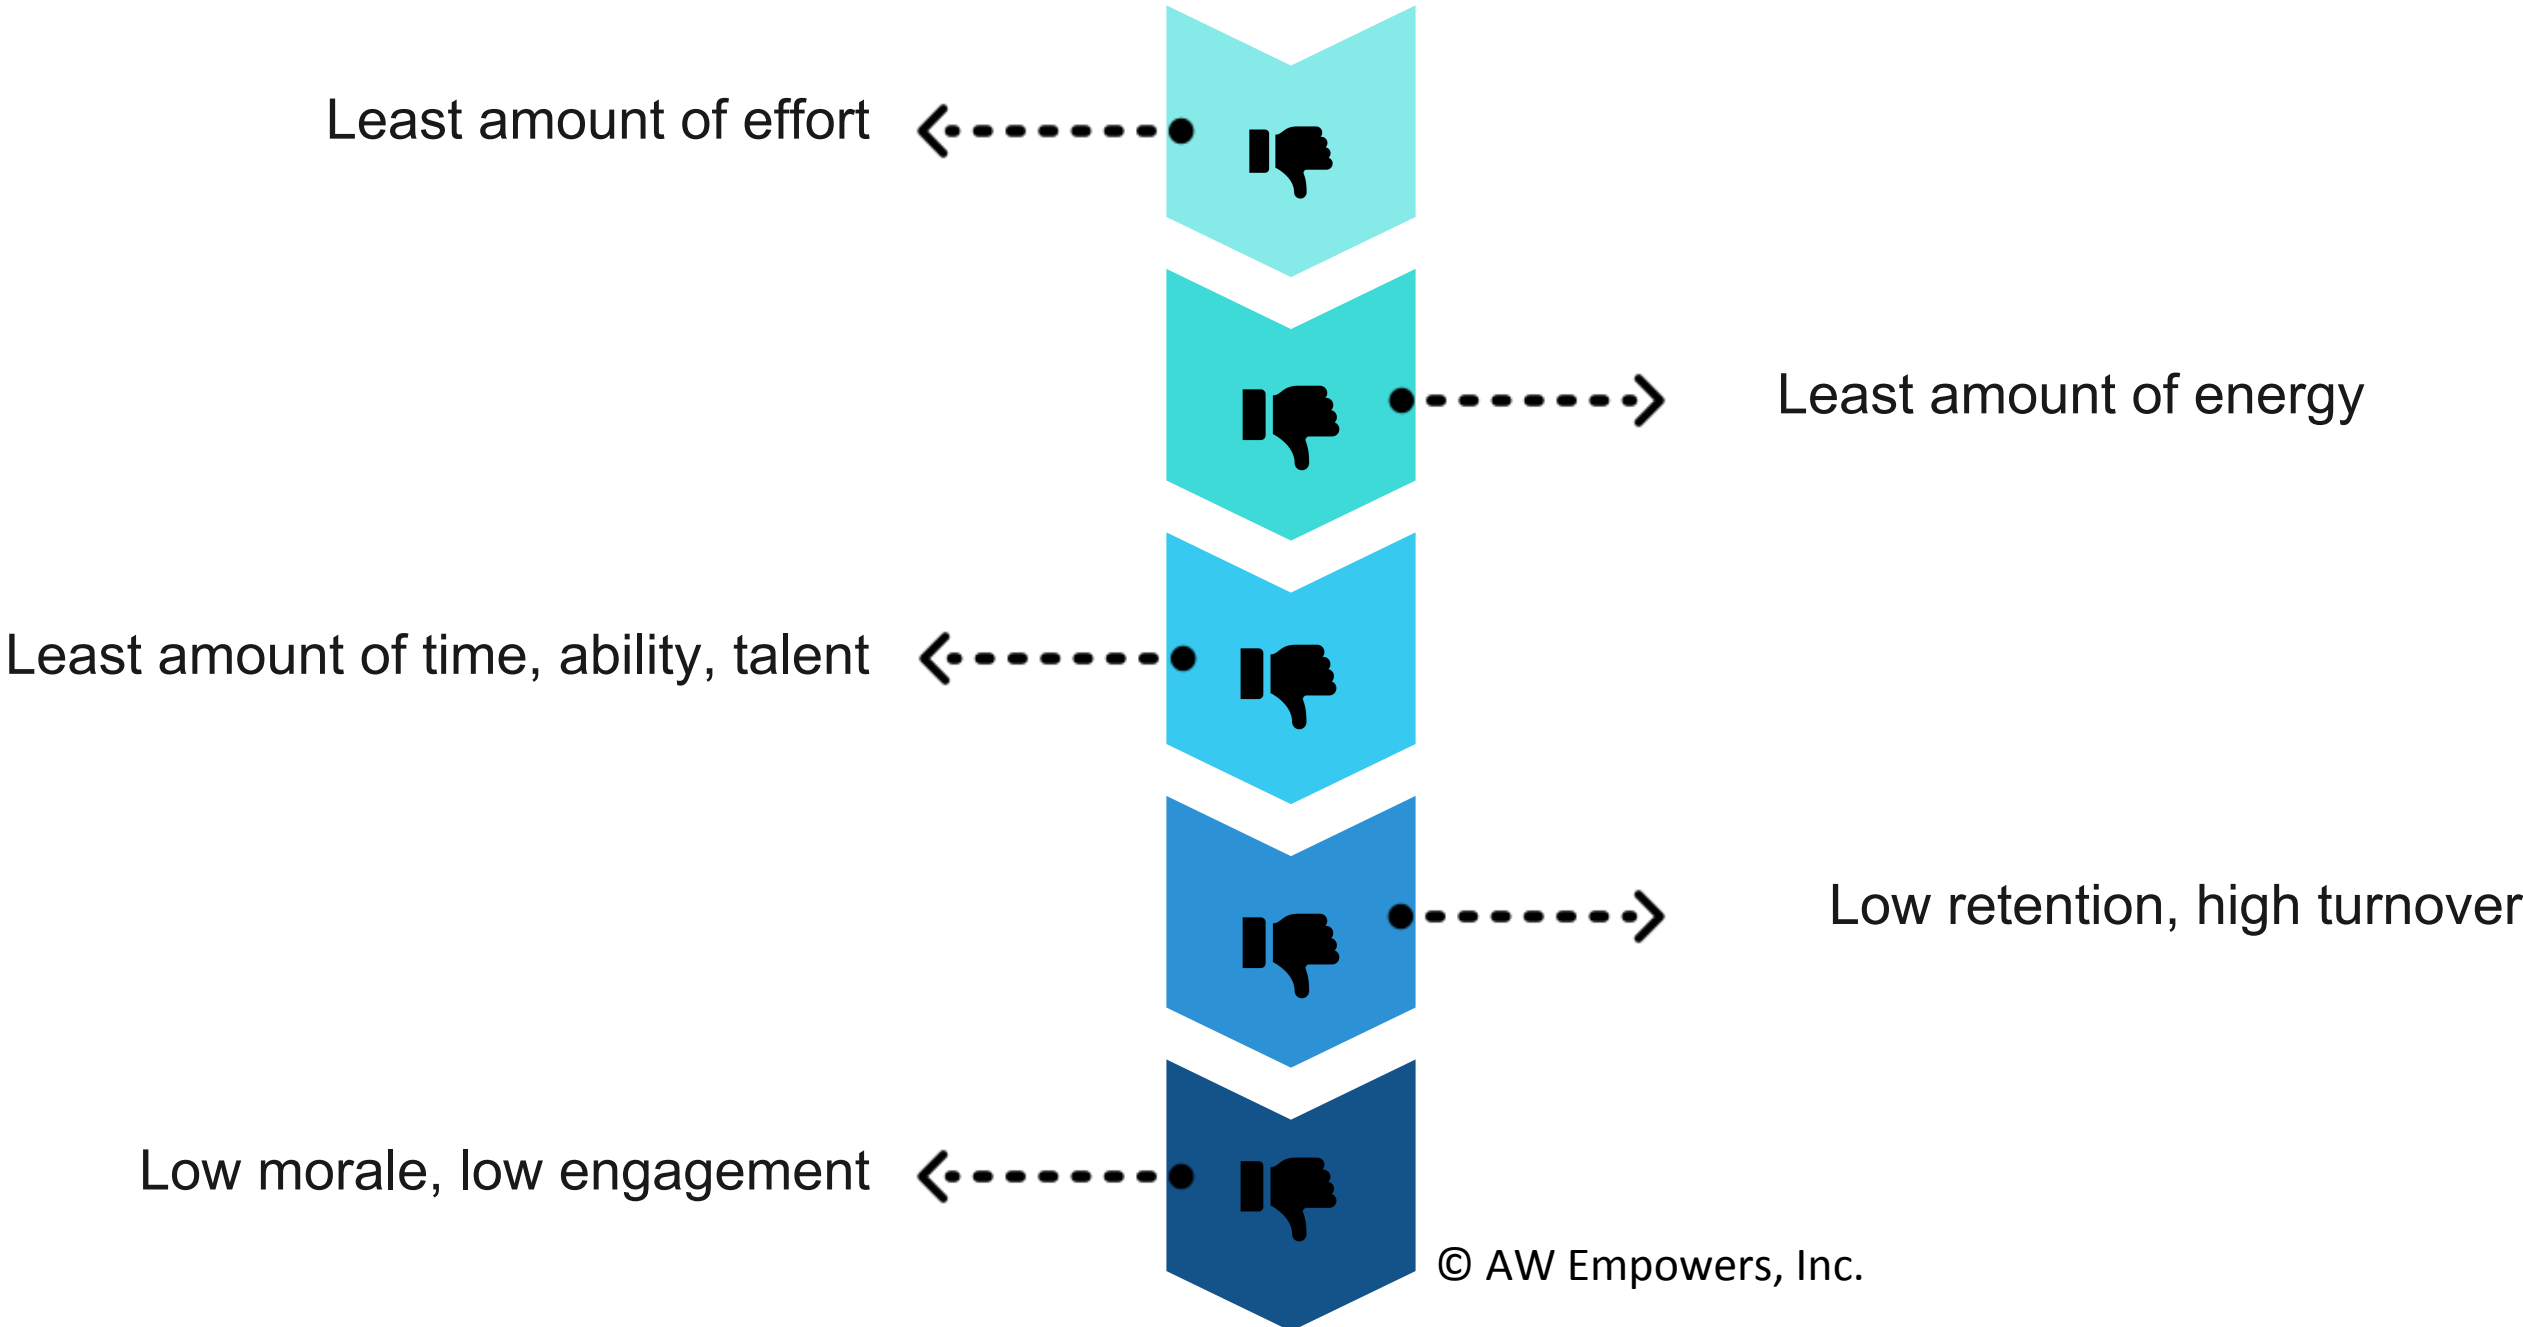 Least amount of effort
Least amount of energy
Least amount of time, ability, talent
Low retention, high turnover
Low morale, low engagement
© AW Empowers, Inc.